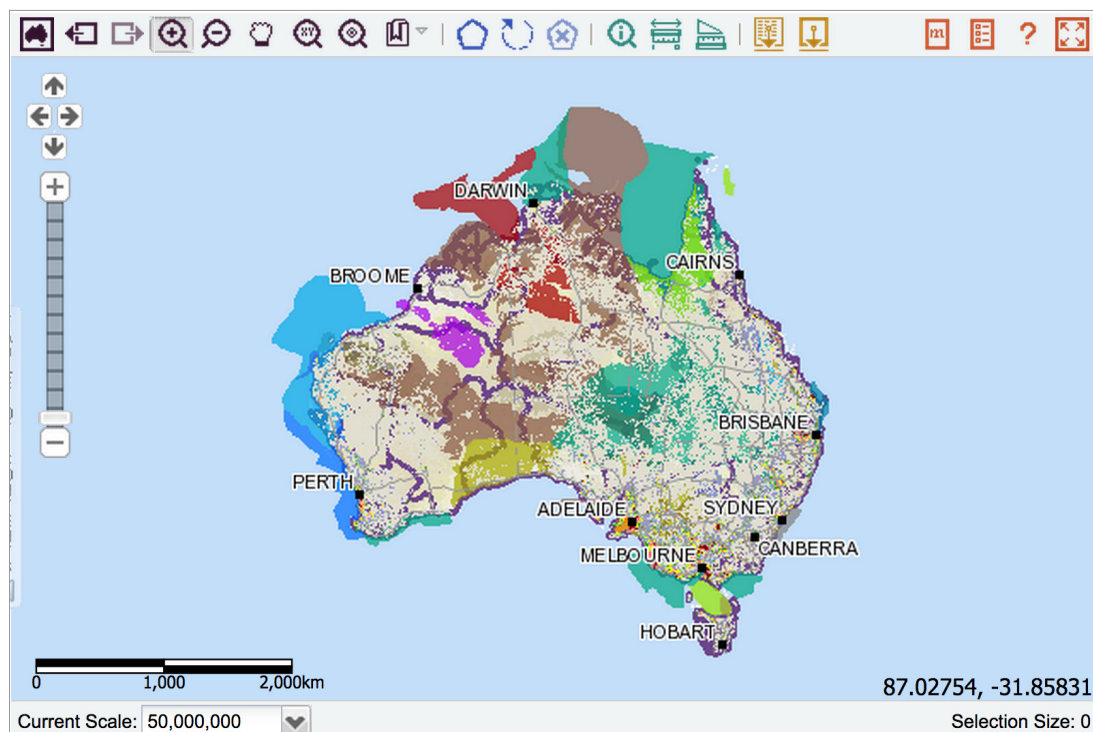 XY
m
?
DARWIN
CAIRNS
BROOME
BRISBANE
PERTH
ADELAIDE
SYDNEY
MELBOURNE
CANBERRA
HOBART
0 1,000 2,000km
87.02754, -31.85831
Current Scale: 50,000,000
Selection Size: 0